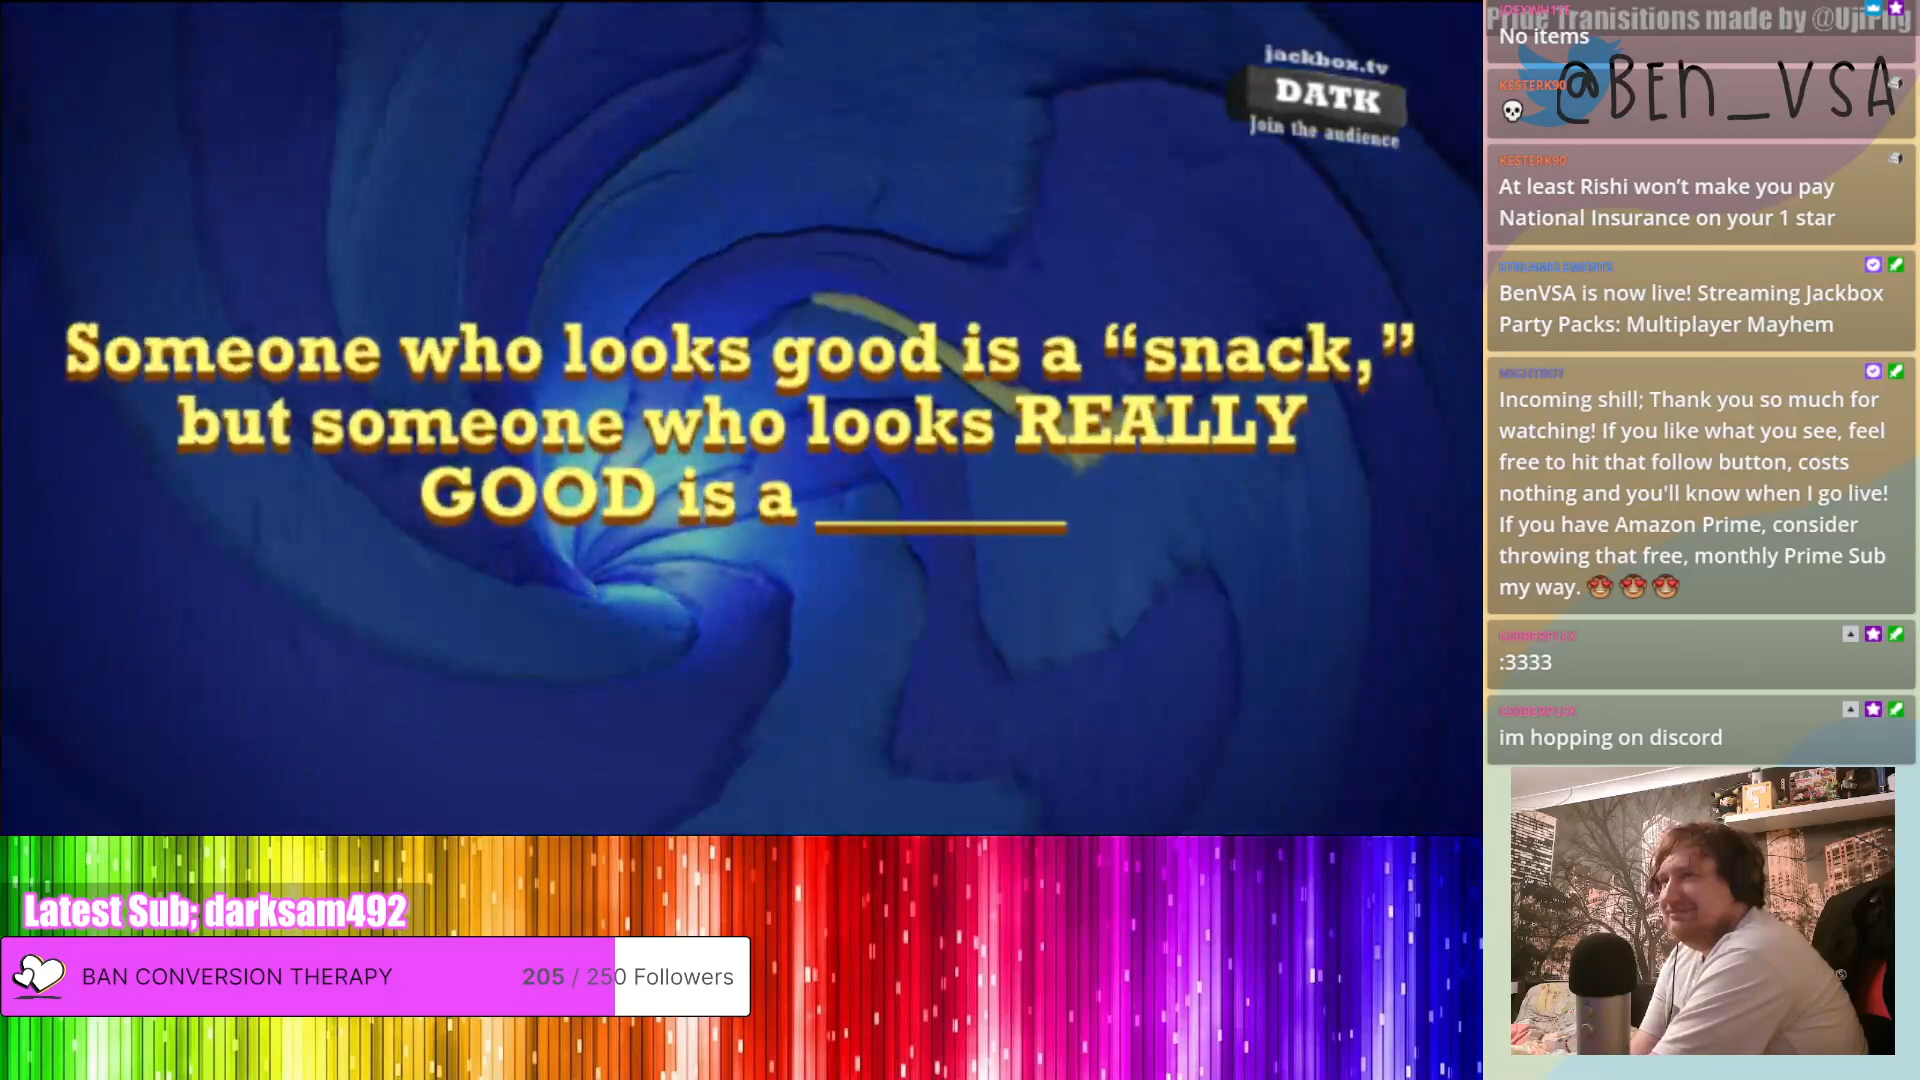 jackbox.tv
DATK
Join the audience
Someone who looks good is a “snack,”
but someone who looks REALLY
GOOD is a ______
Latest Sub; darksam492
BAN CONVERSION THERAPY
205 / 250 Followers
Pride Tranisitions made by
@BEN_VSA
No items
KESTERK90
KESTERK90
At least Rishi won’t make you pay
National Insurance on your 1 star
STREAMELEMENTS
BenVSA is now live! Streaming Jackbox
Party Packs: Multiplayer Mayhem
NIGHTBOT
Incoming shill; Thank you so much for
watching! If you like what you see, feel
free to hit that follow button, costs
nothing and you'll know when I go live!
If you have Amazon Prime, consider
throwing that free, monthly Prime Sub
my way.
:3333
im hopping on discord